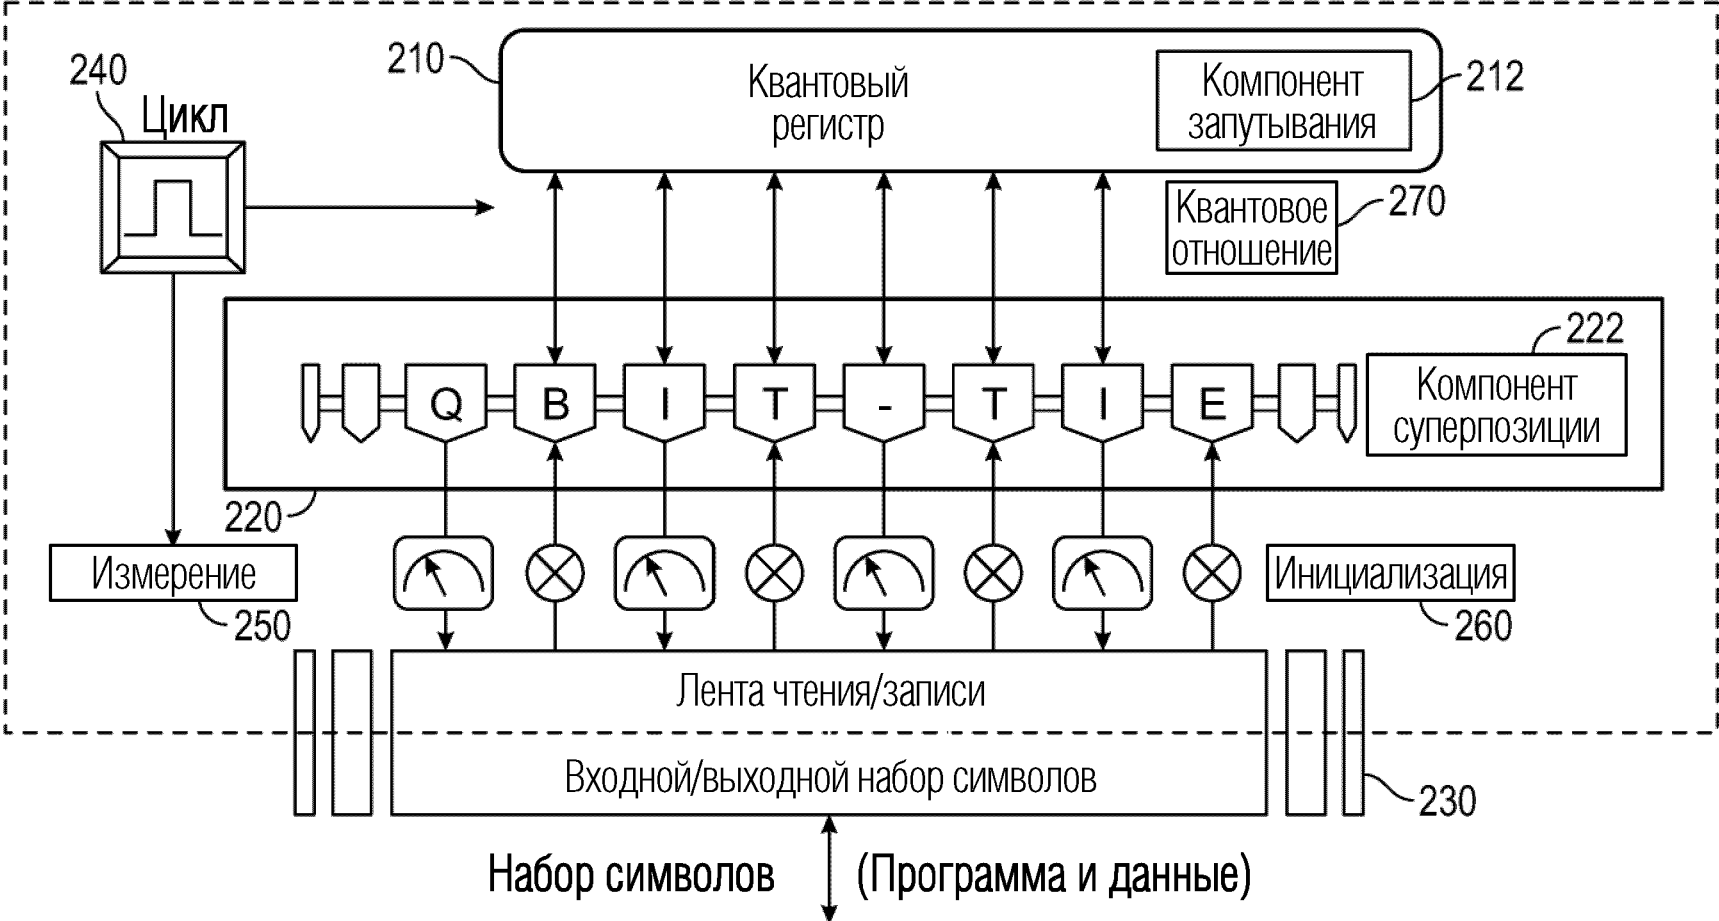 240
Цикл
210
Квантовый
регистр
Компонент
запутывания
212
Квантовое
отношение
270
222
Компонент
суперпозиции
Q B I T - T I E
220
Измерение
250
Инициализация
260
Лента чтения/записи
Входной/выходной набор символов
230
Набор символов (Программа и данные)